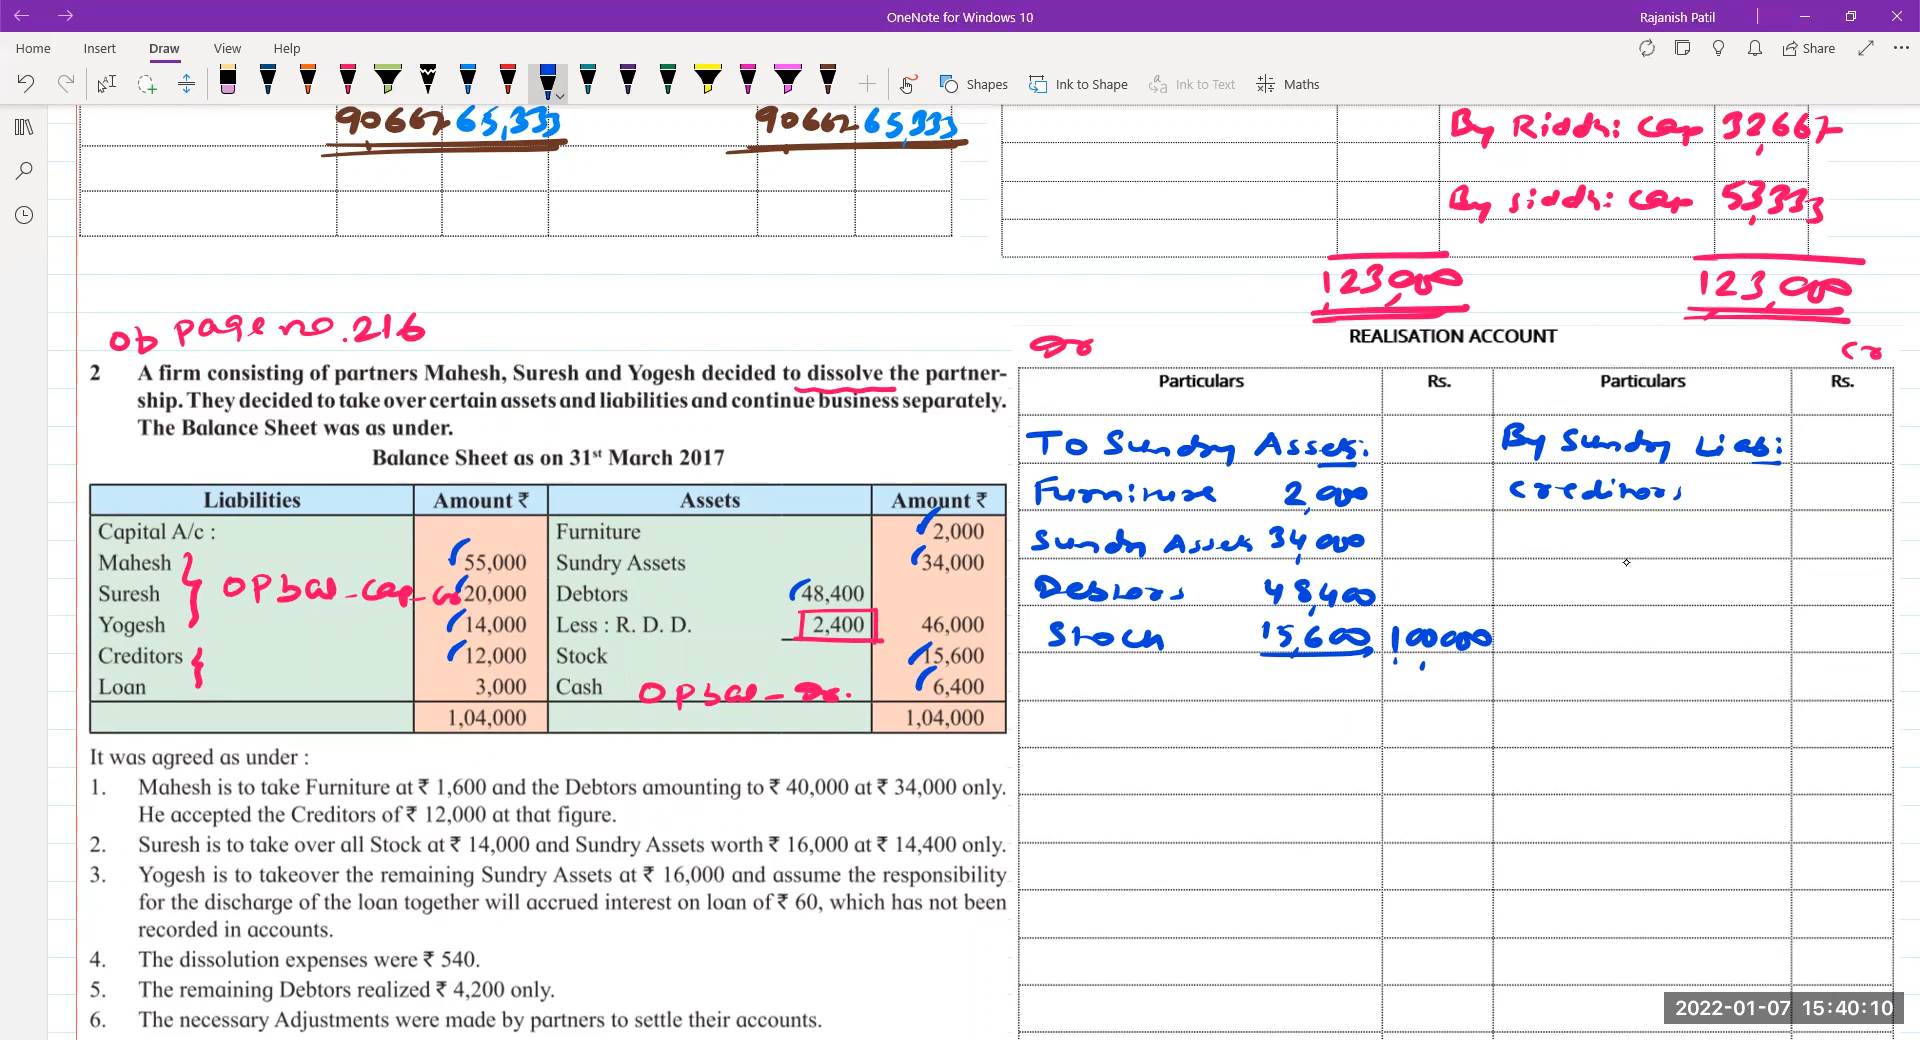 OneNote for Windows 10
Rajanish Patil
Home Insert Draw View Help
Share
Shapes Ink to Shape Ink to Text Maths
90667 65,333 90667 65,333
By Riddhi cap 32667
By siddhi cap 53,333
123,000 123,000
Ob page no.216
2 A firm consisting of partners Mahesh, Suresh and Yogesh decided to dissolve the partner-
ship. They decided to take over certain assets and liabilities and continue business separately.
The Balance Sheet was as under.
Balance Sheet as on 31st March 2017
Liabilities Amount ₹ Assets Amount ₹
Capital A/c : Furniture 2,000
Mahesh 55,000 Sundry Assets 34,000
Suresh 20,000 Debtors 48,400
Yogesh 14,000 Less : R. D. D. 2,400 46,000
Creditors 12,000 Stock 15,600
Loan 3,000 Cash 6,400
1,04,000 1,04,000
OP bal - cap - cr
OP bal - Dr.
It was agreed as under :
1. Mahesh is to take Furniture at ₹ 1,600 and the Debtors amounting to ₹ 40,000 at ₹ 34,000 only.
He accepted the Creditors of ₹ 12,000 at that figure.
2. Suresh is to take over all Stock at ₹ 14,000 and Sundry Assets worth ₹ 16,000 at ₹ 14,400 only.
3. Yogesh is to takeover the remaining Sundry Assets at ₹ 16,000 and assume the responsibility
for the discharge of the loan together will accrued interest on loan of ₹ 60, which has not been
recorded in accounts.
4. The dissolution expenses were ₹ 540.
5. The remaining Debtors realized ₹ 4,200 only.
6. The necessary Adjustments were made by partners to settle their accounts.
REALISATION ACCOUNT
Dr Cr
Particulars Rs. Particulars Rs.
To Sundry Assets: By Sundry Liab:
Furniture 2,000 Creditors
Sundry Assets 34,000
Debtors 48,400
Stock 15,600 100000
2022-01-07 15:40:10